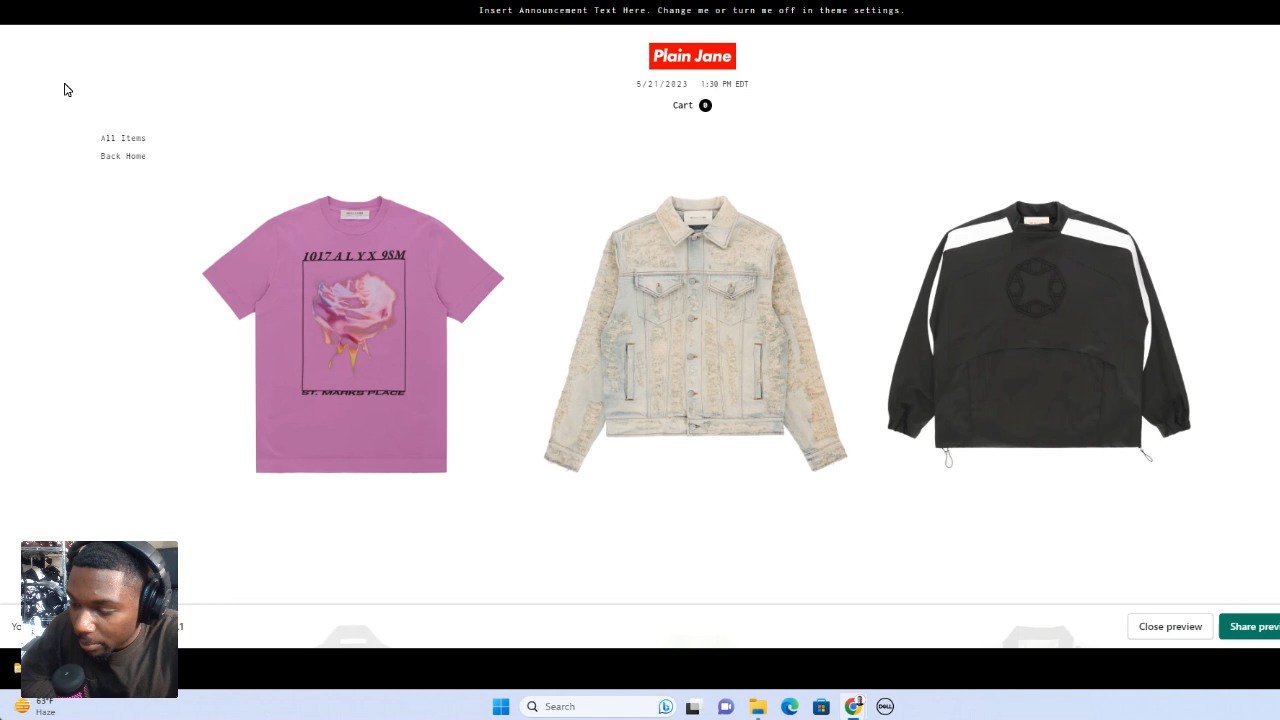 Insert Announcement Text Here. Change me or turn me off in theme settings.
Plain Jane
5/21/2023 1:30 PM EDT
Cart 0
All Items
Back Home
1017 ALYX 9SM
ST. MARKS PLACE
Close preview
Share previ
63°F
Haze
Search
DELL